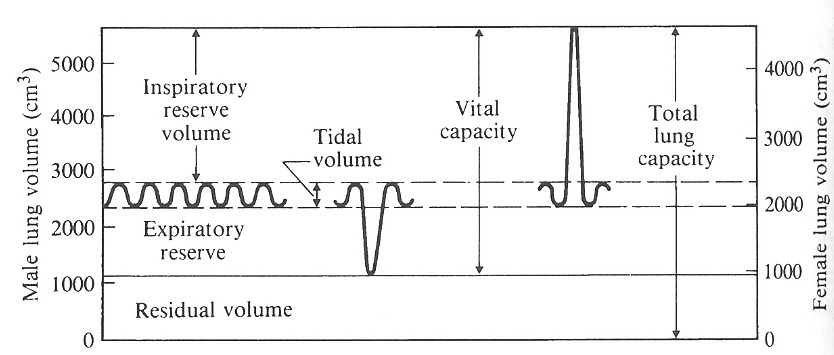 Male lung volume (cm³)
5000
4000
3000
2000
1000
0
Inspiratory
reserve
volume
Tidal
volume
Expiratory
reserve
Residual volume
Vital
capacity
Total
lung
capacity
4000
3000
2000
1000
0
Female lung volume (cm³)